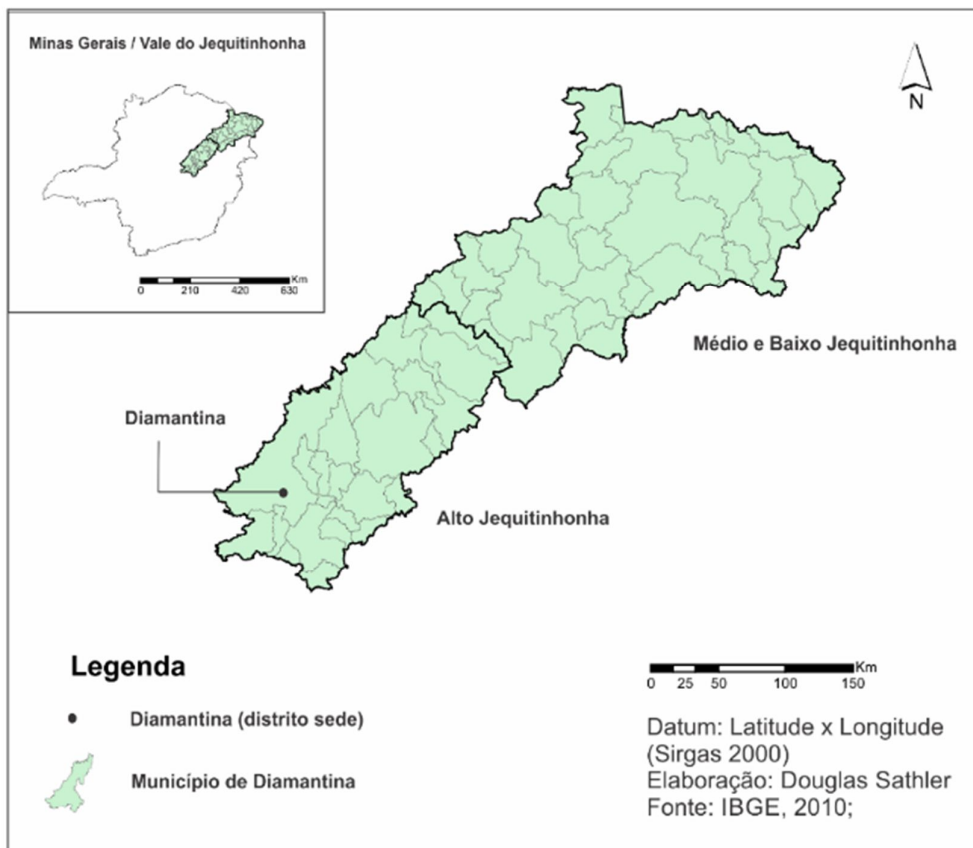 Minas Gerais / Vale do Jequitinhonha
Km
0 210 420 630
N
Médio e Baixo Jequitinhonha
Diamantina
Alto Jequitinhonha
Legenda
Diamantina (distrito sede)
Município de Diamantina
Km
0 25 50 100 150
Datum: Latitude x Longitude
(Sirgas 2000)
Elaboração: Douglas Sathler
Fonte: IBGE, 2010;